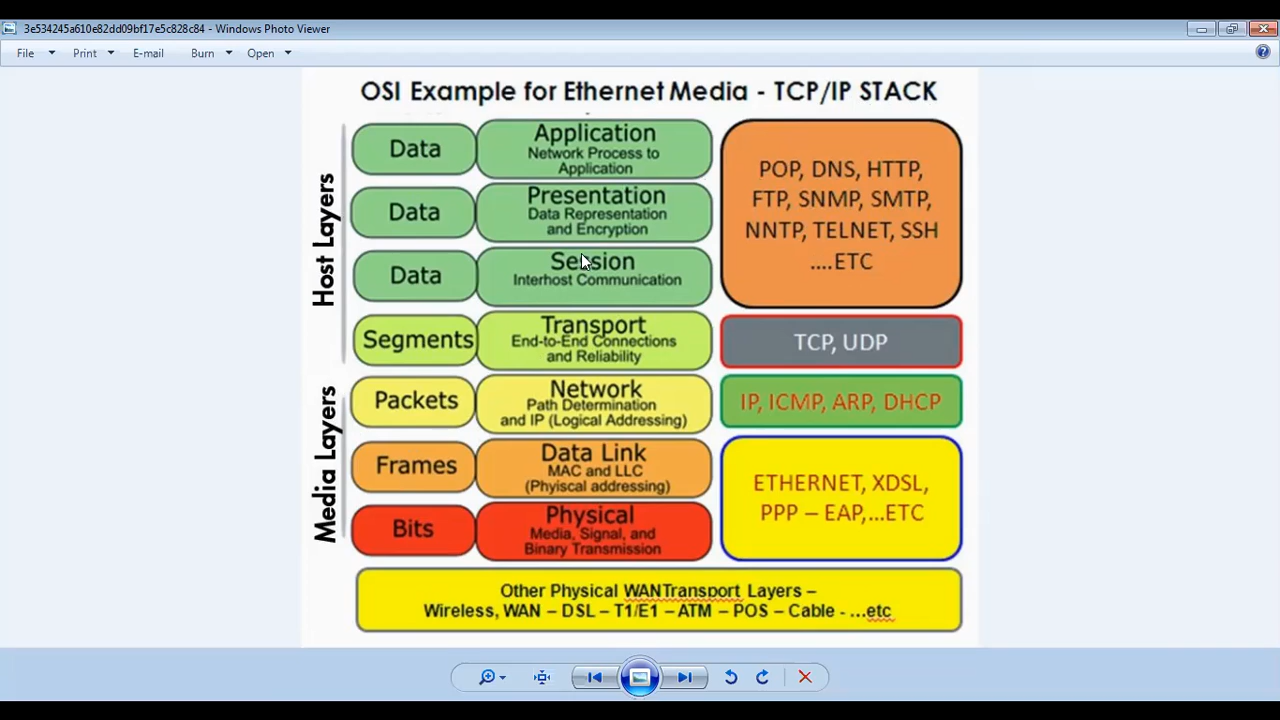 3e534245a610e82dd09bf17e5c828c84 - Windows Photo Viewer
File Print E-mail Burn Open
OSI Example for Ethernet Media - TCP/IP STACK
Host Layers
Data
Application
Network Process to
Application
Data
Presentation
Data Representation
and Encryption
Data
Session
Interhost Communication
POP, DNS, HTTP,
FTP, SNMP, SMTP,
NNTP, TELNET, SSH
....ETC
Segments
Transport
End-to-End Connections
and Reliability
TCP, UDP
Media Layers
Packets
Network
Path Determination
and IP (Logical Addressing)
IP, ICMP, ARP, DHCP
Frames
Data Link
MAC and LLC
(Phyiscal addressing)
Bits
Physical
Media, Signal, and
Binary Transmission
ETHERNET, XDSL,
PPP – EAP,...ETC
Other Physical WANTransport Layers –
Wireless, WAN – DSL – T1/E1 – ATM – POS – Cable - ...etc